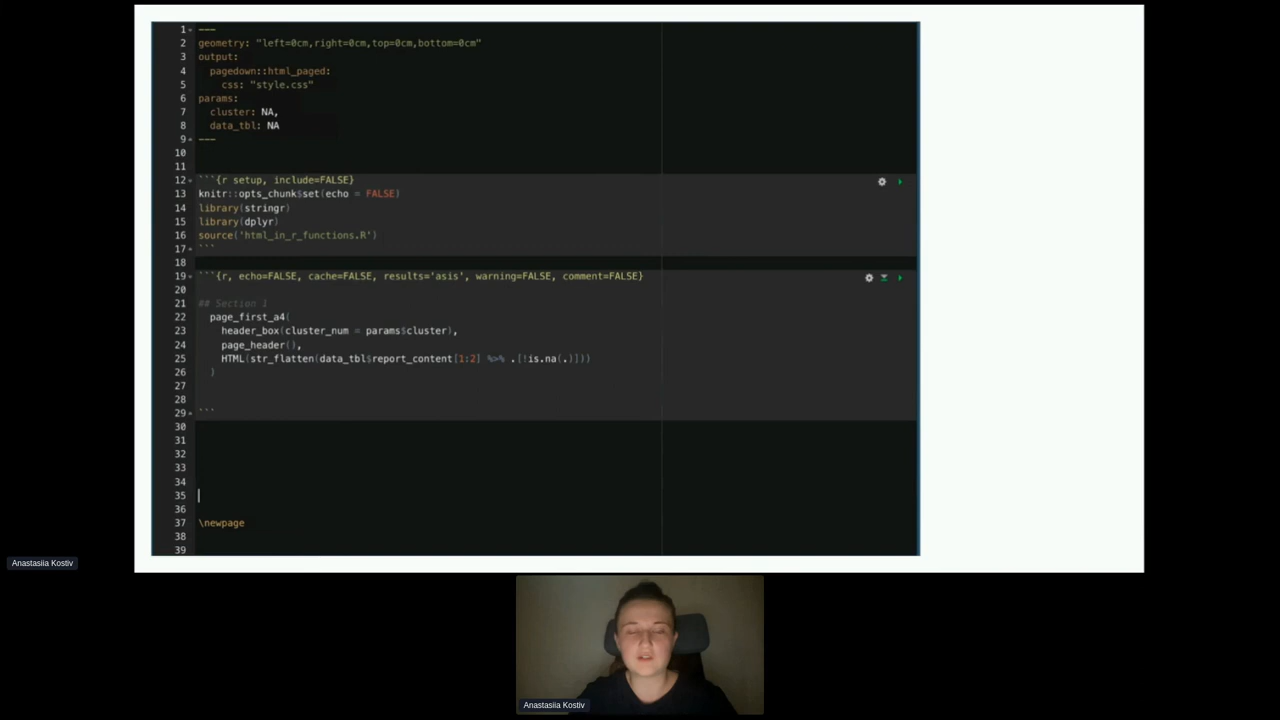 1 ---
2 geometry: "left=0cm,right=0cm,top=0cm,bottom=0cm"
3 output:
4 pagedown::html_paged:
5 css: "style.css"
6 params:
7 cluster: NA,
8 data_tbl: NA
9 ---
10
11
12 ```{r setup, include=FALSE}
13 knitr::opts_chunk$set(echo = FALSE)
14 library(stringr)
15 library(dplyr)
16 source('html_in_r_functions.R')
17 ```
18
19 ```{r, echo=FALSE, cache=FALSE, results='asis', warning=FALSE, comment=FALSE}
20
21 ## Section 1
22 page_first_a4(
23 header_box(cluster_num = params$cluster),
24 page_header(),
25 HTML(str_flatten(data_tbl$report_content[1:2] %>% .[!is.na(.)]))
26 )
27
28
29 ```
30
31
32
33
34
35
36
37 \newpage
38
39
Anastasiia Kostiv
Anastasiia Kostiv